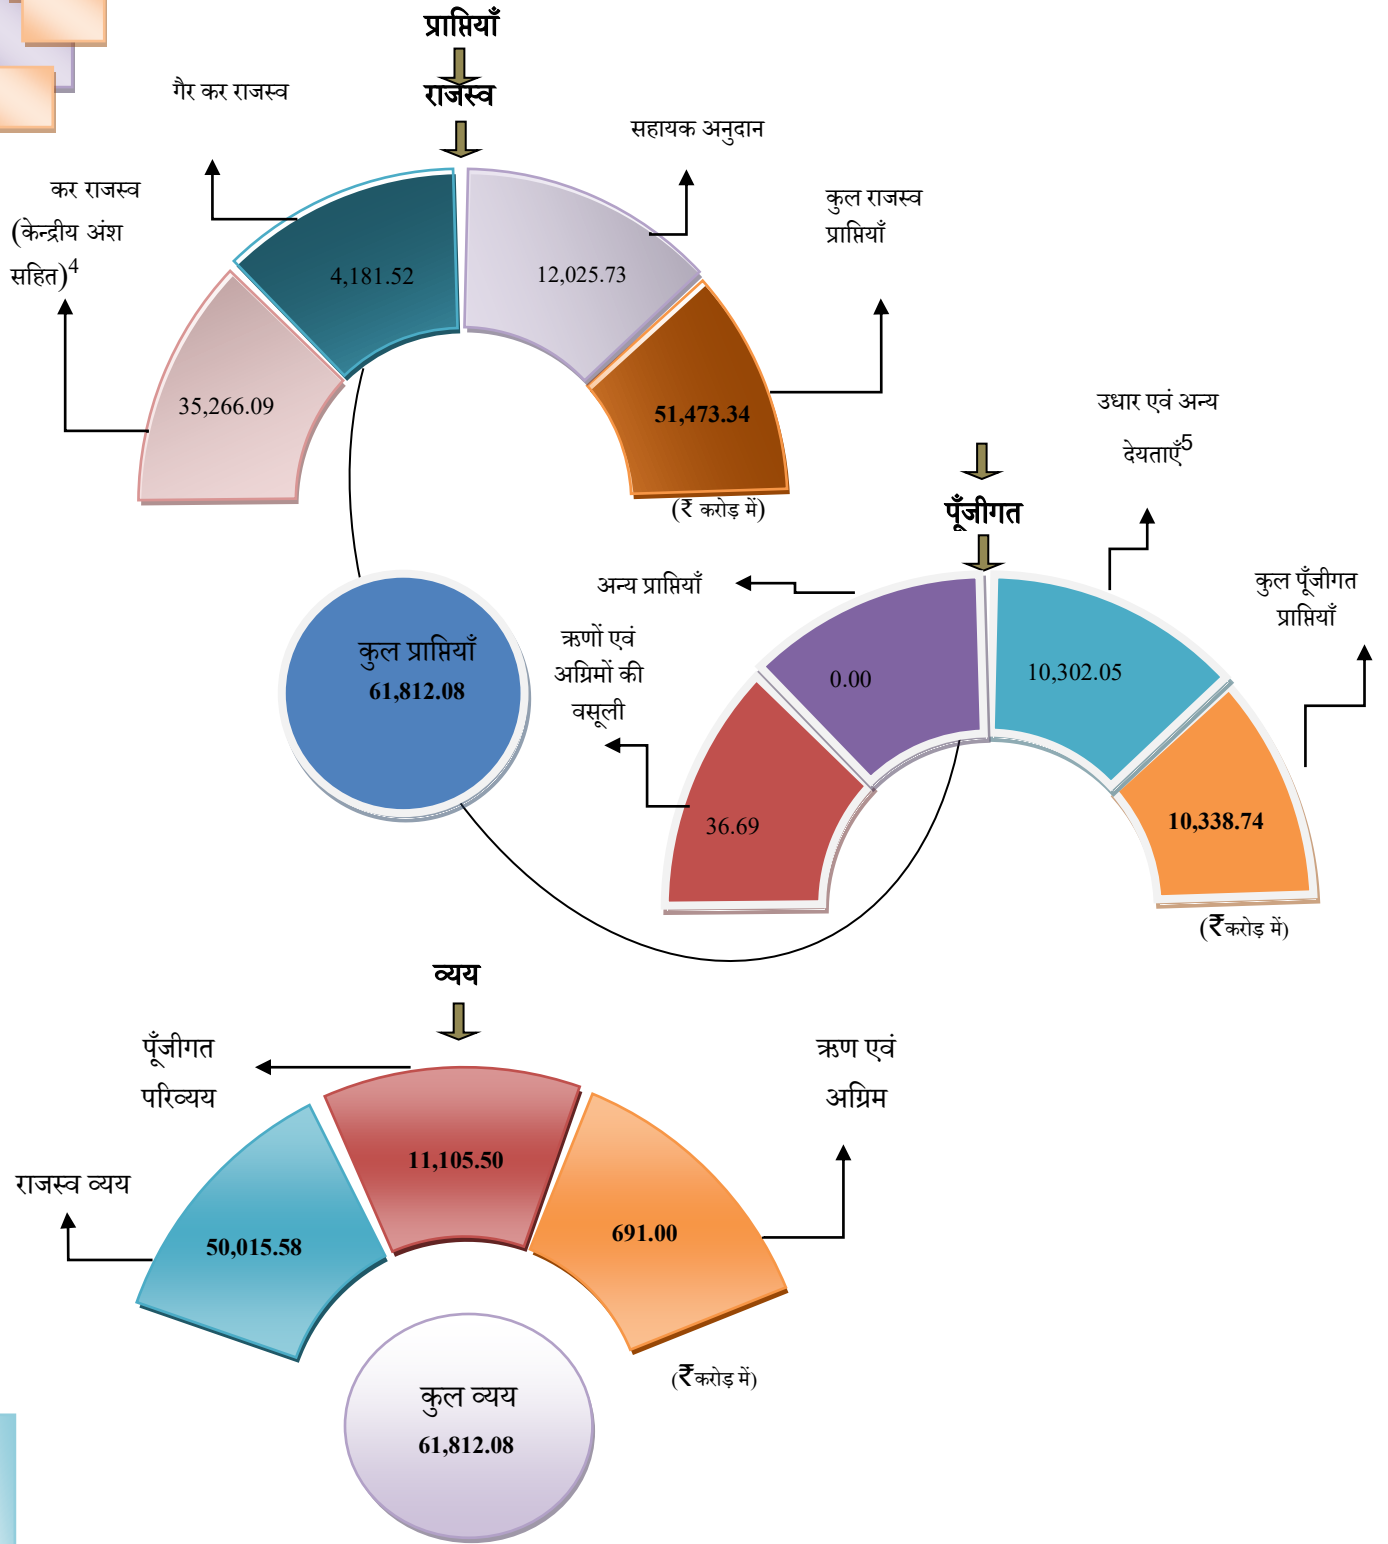 प्राप्तियाँ
राजस्व
गैर कर राजस्व
सहायक अनुदान
कर राजस्व
(केन्द्रीय अंश
सहित)4
कुल राजस्व
प्राप्तियाँ
4,181.52
12,025.73
35,266.09
51,473.34
(₹ करोड़ में)
उधार एवं अन्य
देयताएँ5
पूँजीगत
अन्य प्राप्तियाँ
कुल पूँजीगत
प्राप्तियाँ
ऋणों एवं
अग्रिमों की
वसूली
कुल प्राप्तियाँ
61,812.08
0.00
10,302.05
36.69
10,338.74
(₹करोड़ में)
व्यय
पूँजीगत
परिव्यय
ऋण एवं
अग्रिम
राजस्व व्यय
11,105.50
50,015.58
691.00
(₹करोड़ में)
कुल व्यय
61,812.08